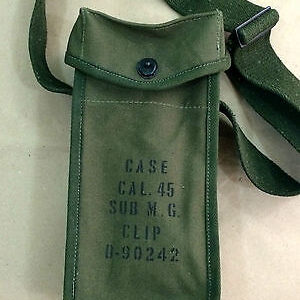 CASE
CAL. 45
SUB M.G.
CLIP
D-90242